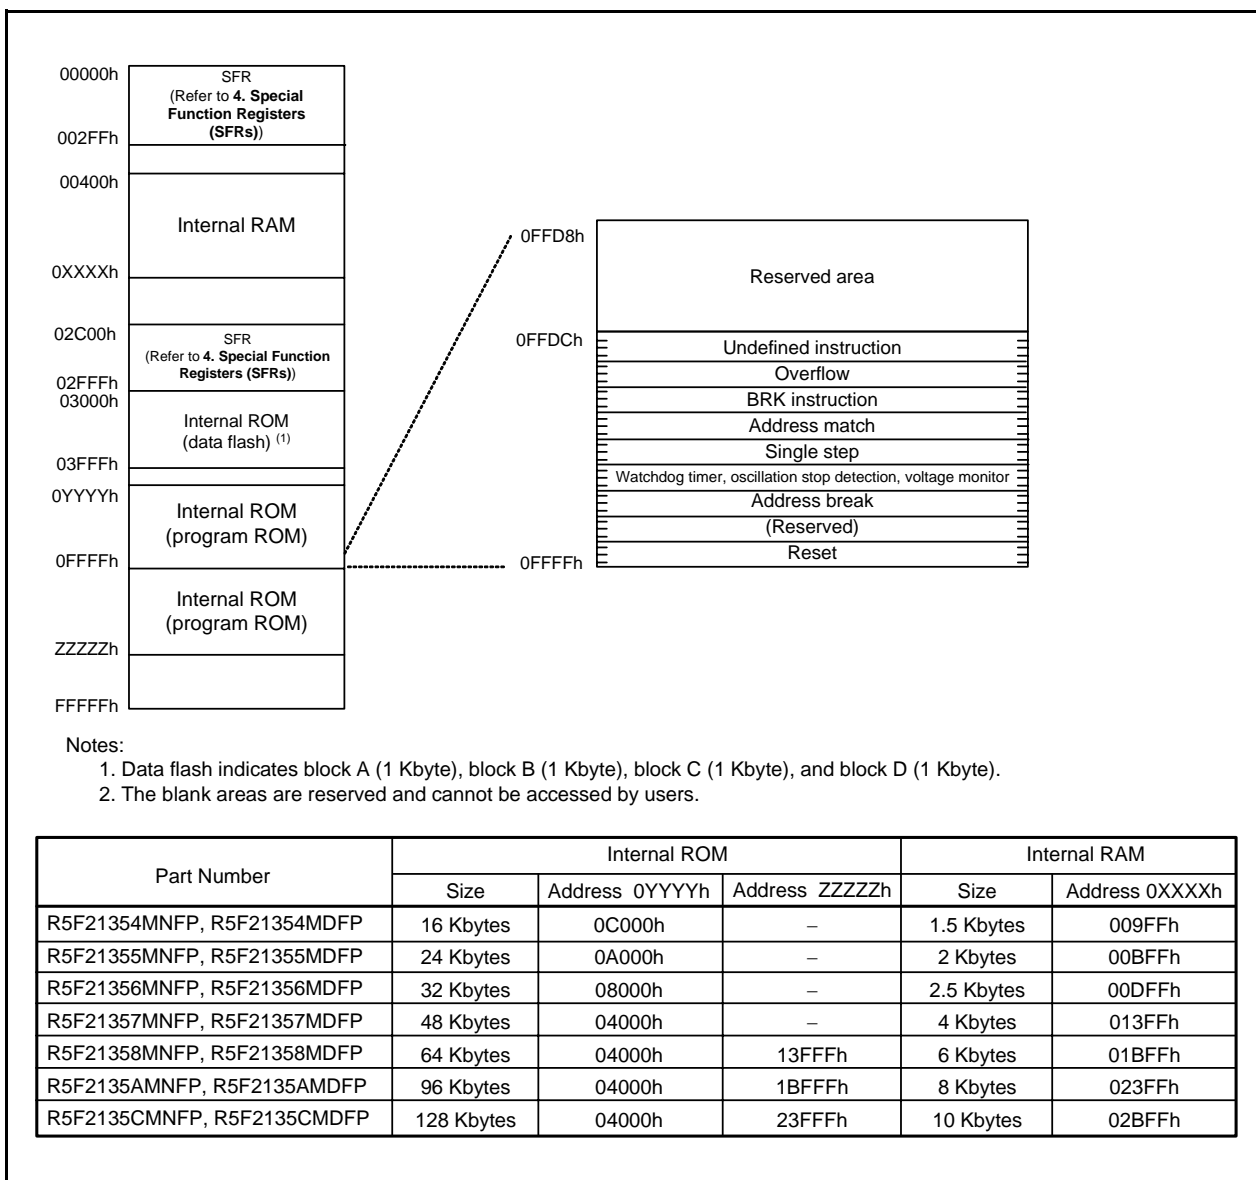 00000h
SFR
(Refer to 4. Special
Function Registers
(SFRs))
002FFh
00400h
Internal RAM
0XXXXh
02C00h
SFR
(Refer to 4. Special Function
Registers (SFRs))
02FFFh
03000h
Internal ROM
(data flash) (1)
03FFFh
0YYYYh
Internal ROM
(program ROM)
0FFFFh
Internal ROM
(program ROM)
ZZZZZh
FFFFFh
0FFD8h
Reserved area
0FFDCh
Undefined instruction
Overflow
BRK instruction
Address match
Single step
Watchdog timer, oscillation stop detection, voltage monitor
Address break
(Reserved)
Reset
0FFFFh
Notes:
1. Data flash indicates block A (1 Kbyte), block B (1 Kbyte), block C (1 Kbyte), and block D (1 Kbyte).
2. The blank areas are reserved and cannot be accessed by users.
Part Number Internal ROM Internal RAM
Size Address 0YYYYh Address ZZZZZh Size Address 0XXXXh
R5F21354MNFP, R5F21354MDFP 16 Kbytes 0C000h – 1.5 Kbytes 009FFh
R5F21355MNFP, R5F21355MDFP 24 Kbytes 0A000h – 2 Kbytes 00BFFh
R5F21356MNFP, R5F21356MDFP 32 Kbytes 08000h – 2.5 Kbytes 00DFFh
R5F21357MNFP, R5F21357MDFP 48 Kbytes 04000h – 4 Kbytes 013FFh
R5F21358MNFP, R5F21358MDFP 64 Kbytes 04000h 13FFFh 6 Kbytes 01BFFh
R5F2135AMNFP, R5F2135AMDFP 96 Kbytes 04000h 1BFFFh 8 Kbytes 023FFh
R5F2135CMNFP, R5F2135CMDFP 128 Kbytes 04000h 23FFFh 10 Kbytes 02BFFh